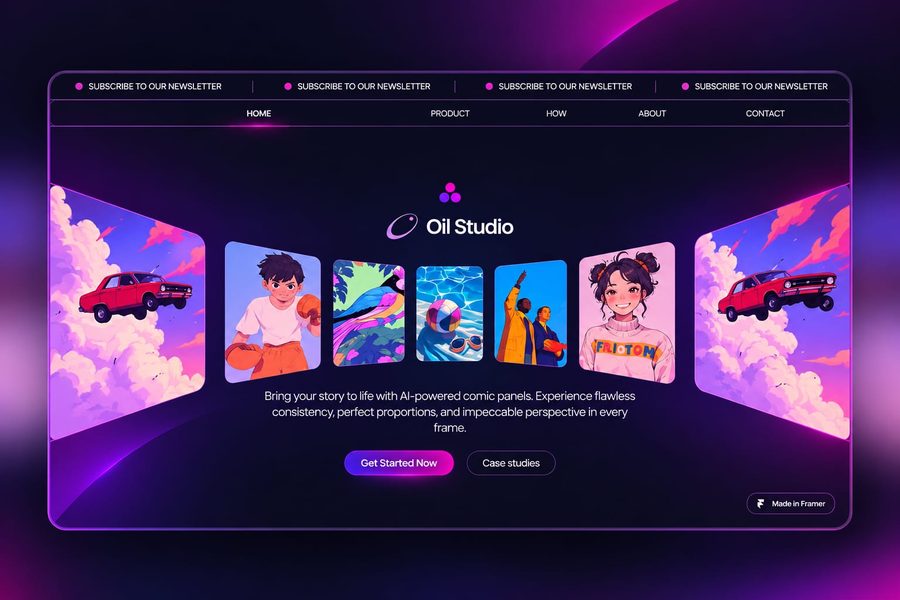 SUBSCRIBE TO OUR NEWSLETTER
SUBSCRIBE TO OUR NEWSLETTER
SUBSCRIBE TO OUR NEWSLETTER
SUBSCRIBE TO OUR NEWSLETTER
HOME
PRODUCT
HOW
ABOUT
CONTACT
Oil Studio
Bring your story to life with AI-powered comic panels. Experience flawless
consistency, perfect proportions, and impeccable perspective in every
frame.
Get Started Now
Case studies
Made in Framer